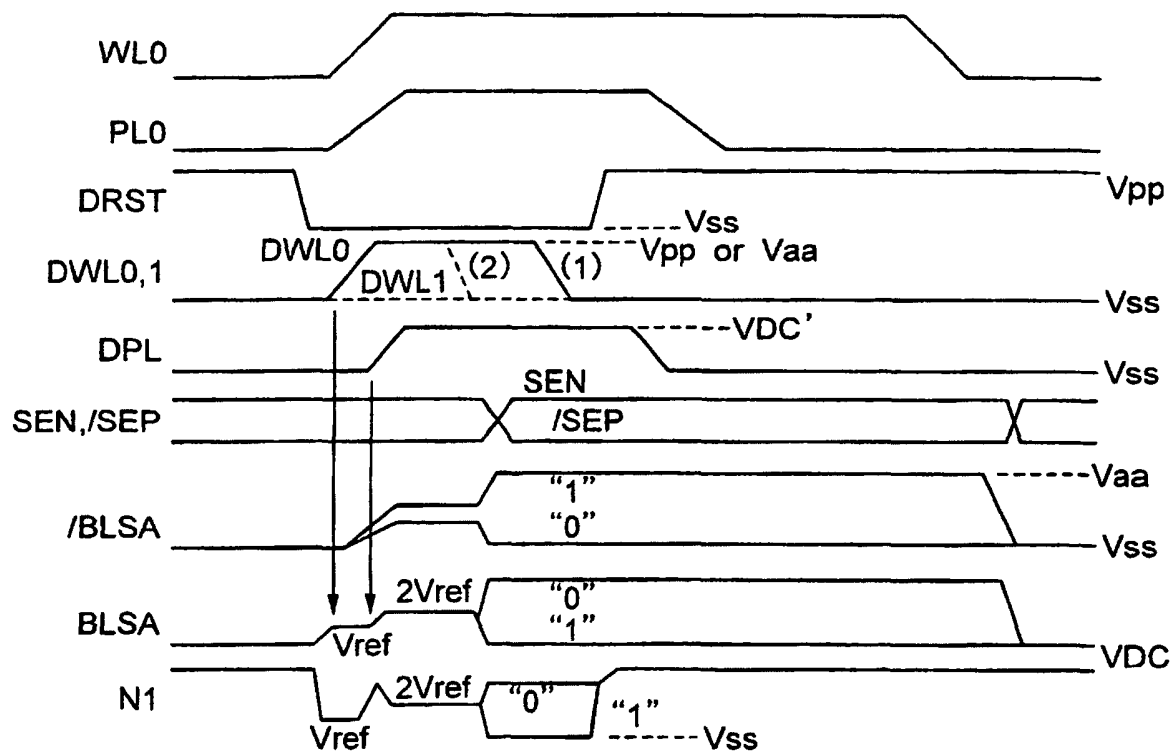 WL0
PL0
DRST
Vpp
Vss
DWL0,1
DWL0
DWL1
(2)
(1)
Vpp or Vaa
Vss
DPL
VDC'
Vss
SEN,/SEP
SEN
/SEP
/BLSA
“1”
“0”
Vaa
Vss
BLSA
Vref
2Vref
“0”
“1”
VDC
N1
Vref
2Vref
“0”
“1”
Vss